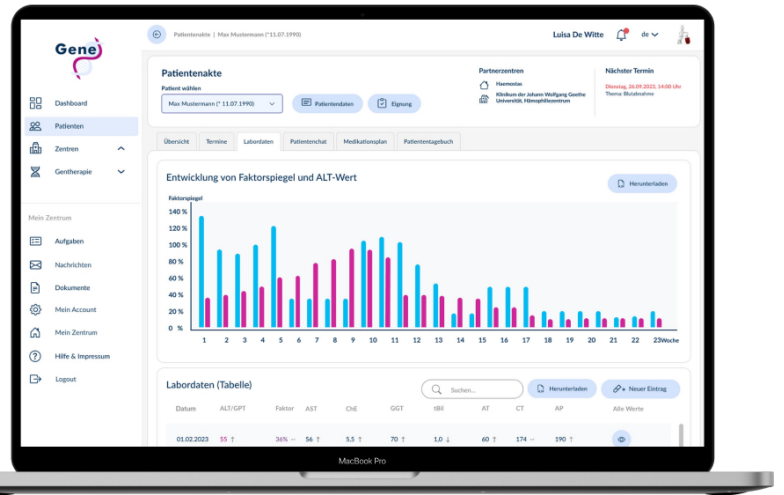 Gene
Dashboard
Patienten
Zentren
Gentherapie
Mein Zentrum
Aufgaben
Nachrichten
Dokumente
Mein Account
Mein Zentrum
Hilfe & Impressum
Logout
Patientenakte | Max Mustermann (*11.07.1990)
Luisa De Witte
de
Patientenakte
Patient wählen
Max Mustermann (* 11.07.1990)
Patientendaten
Eignung
Partnerzentren
Haemostas
Klinikum der Johann Wolfgang Goethe
Universität, Hämophiliezentrum
Nächster Termin
Dienstag, 26.09.2023, 14:00 Uhr
Thema: Blutabnahme
Übersicht Termine Labordaten Patientenchat Medikationsplan Patiententagebuch
Entwicklung von Faktorspiegel und ALT-Wert
Herunterladen
Faktorspiegel
140 %
120 %
100 %
80 %
60 %
40 %
20 %
0 %
1 2 3 4 5 6 7 8 9 10 11 12 13 14 15 16 17 18 19 20 21 22 23 Woche
Labordaten (Tabelle)
Suchen...
Herunterladen
Neuer Eintrag
Datum ALT/GPT Faktor AST ChE GGT tBil AT CT AP Alle Werte
01.02.2023 55 ↑ 36% – 56 ↑ 5,5 ↑ 70 ↑ 1,0 ↓ 60 ↑ 174 – 190 ↑
MacBook Pro